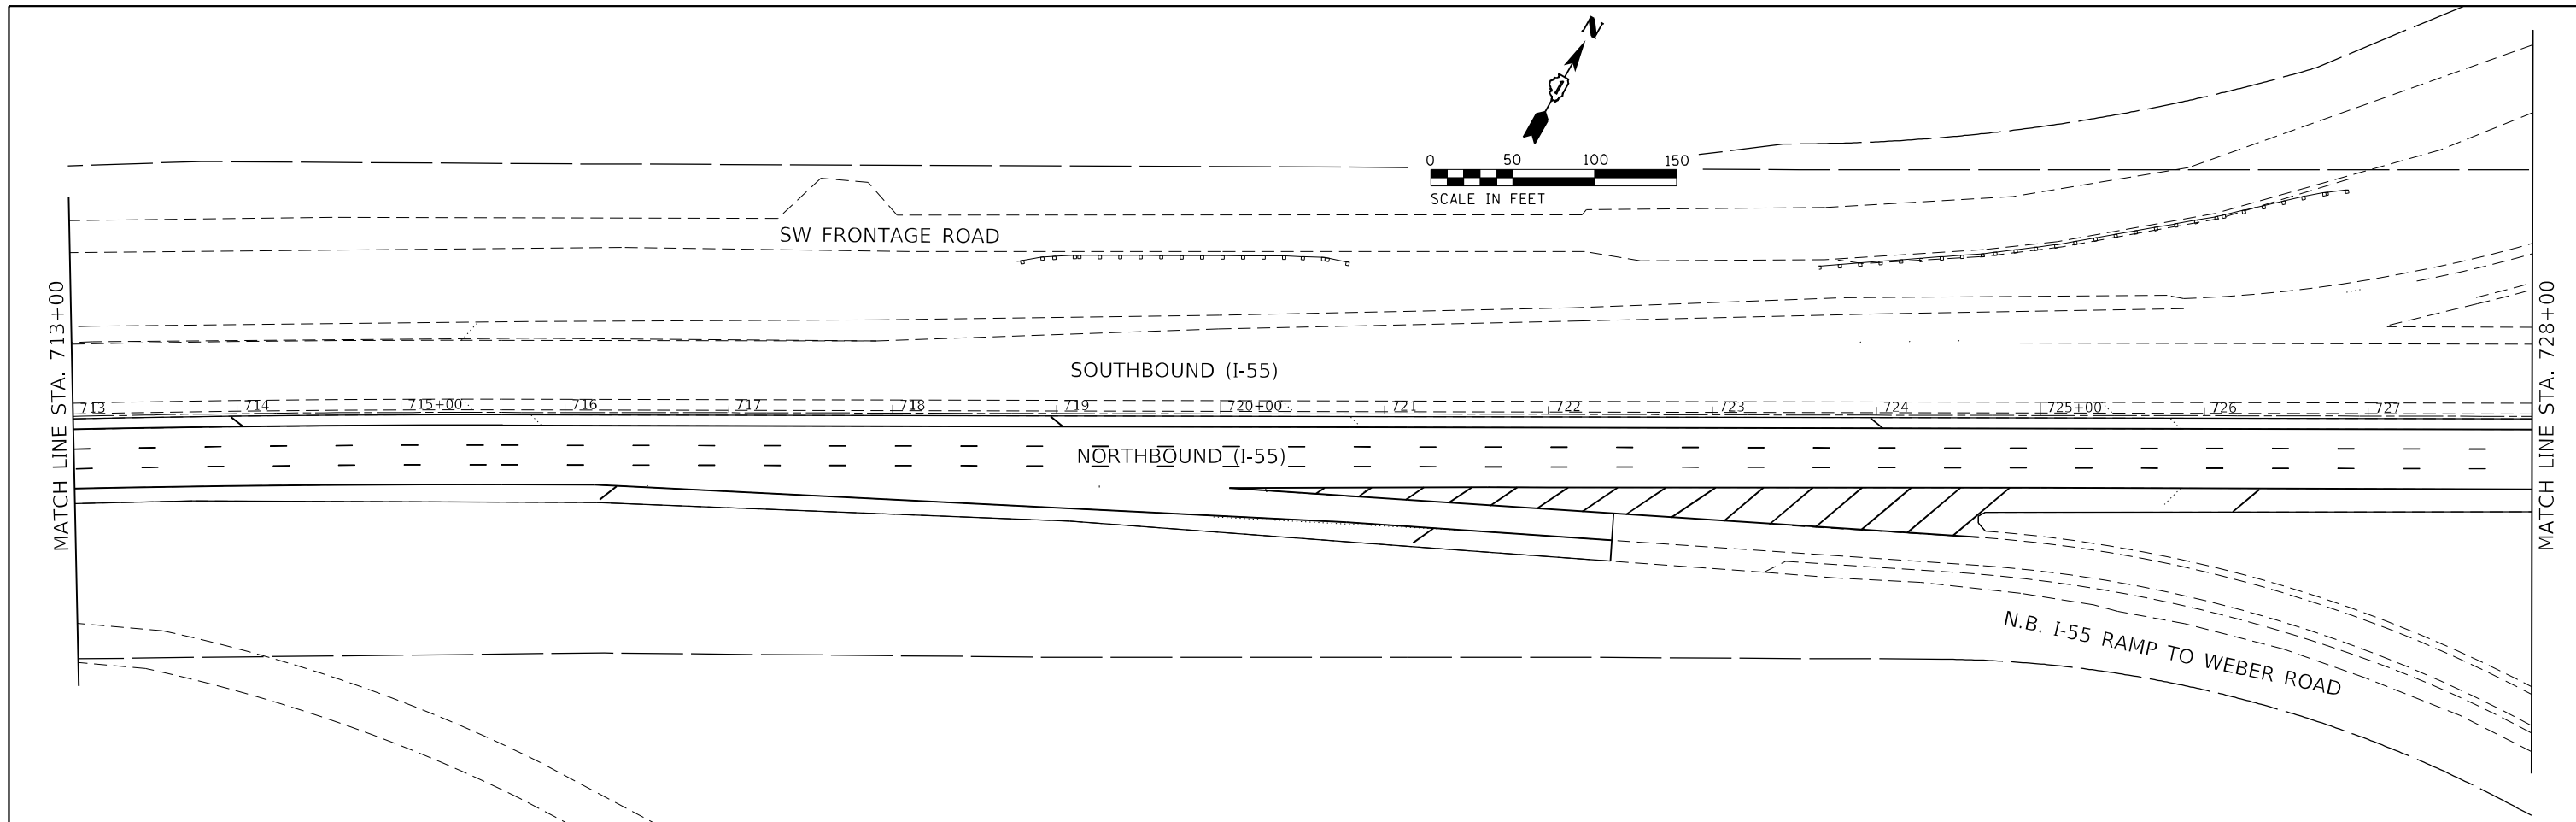 N
0 50 100 150
SCALE IN FEET
SW FRONTAGE ROAD
MATCH LINE STA. 713+00
MATCH LINE STA. 728+00
SOUTHBOUND (I-55)
713 714 715+00 716 717 718 719 720+00 721 722 723 724 725+00 726 727
NORTHBOUND (I-55)
N.B. I-55 RAMP TO WEBER ROAD